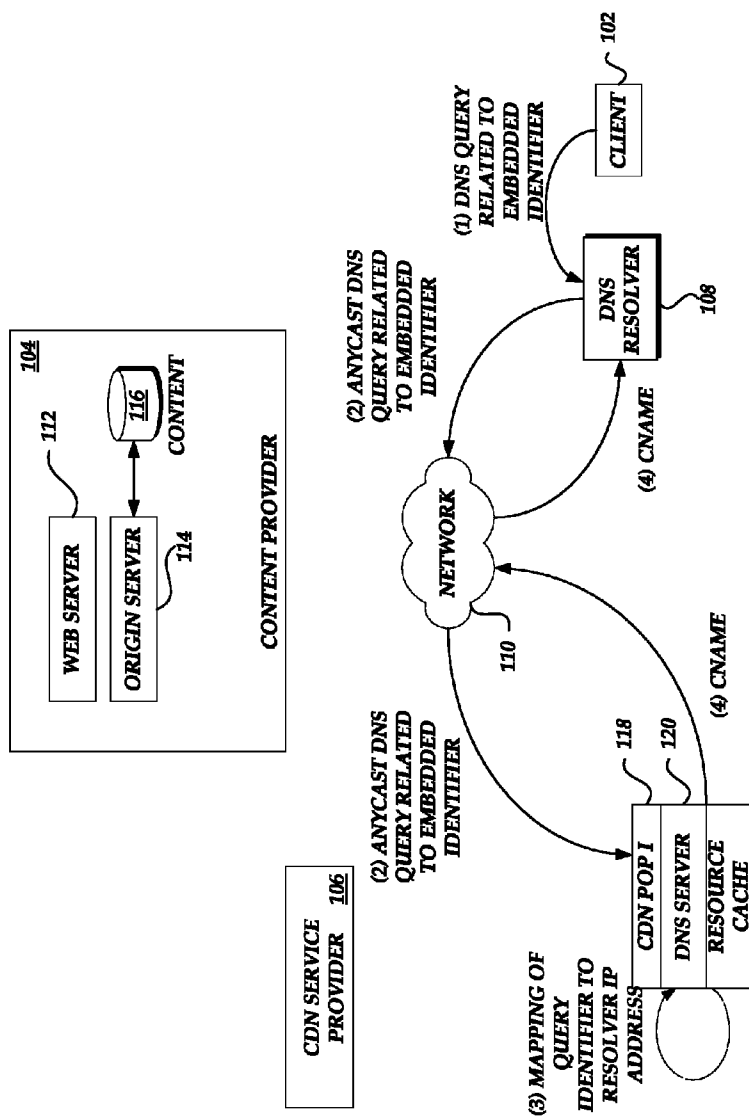 104
WEB SERVER
112
ORIGIN SERVER
114
116
CONTENT
CONTENT PROVIDER
CDN SERVICE
PROVIDER
106
(1) DNS QUERY
RELATED TO
EMBEDDED
IDENTIFIER
CLIENT
102
DNS
RESOLVER
108
(2) ANYCAST DNS
QUERY RELATED
TO EMBEDDED
IDENTIFIER
NETWORK
110
(4) CNAME
(2) ANYCAST DNS
QUERY RELATED
TO EMBEDDED
IDENTIFIER
(4) CNAME
CDN POP I
118
DNS SERVER
120
RESOURCE
CACHE
(3) MAPPING OF
QUERY
IDENTIFIER TO
RESOLVER IP
ADDRESS